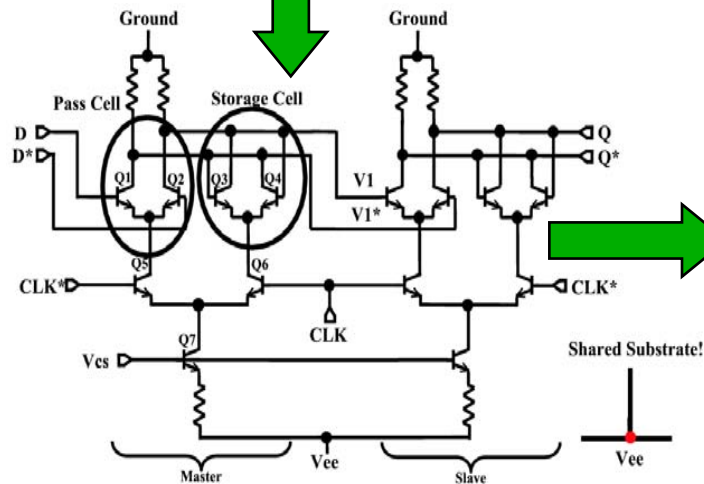 Ground
Ground
Pass Cell
Storage Cell
D
D*
Q
Q*
Q1
Q2
Q3
Q4
V1
V1*
Q5
Q6
CLK*
CLK
CLK*
Q7
Vcs
Shared Substrate!
Vee
Vee
Master
Slave